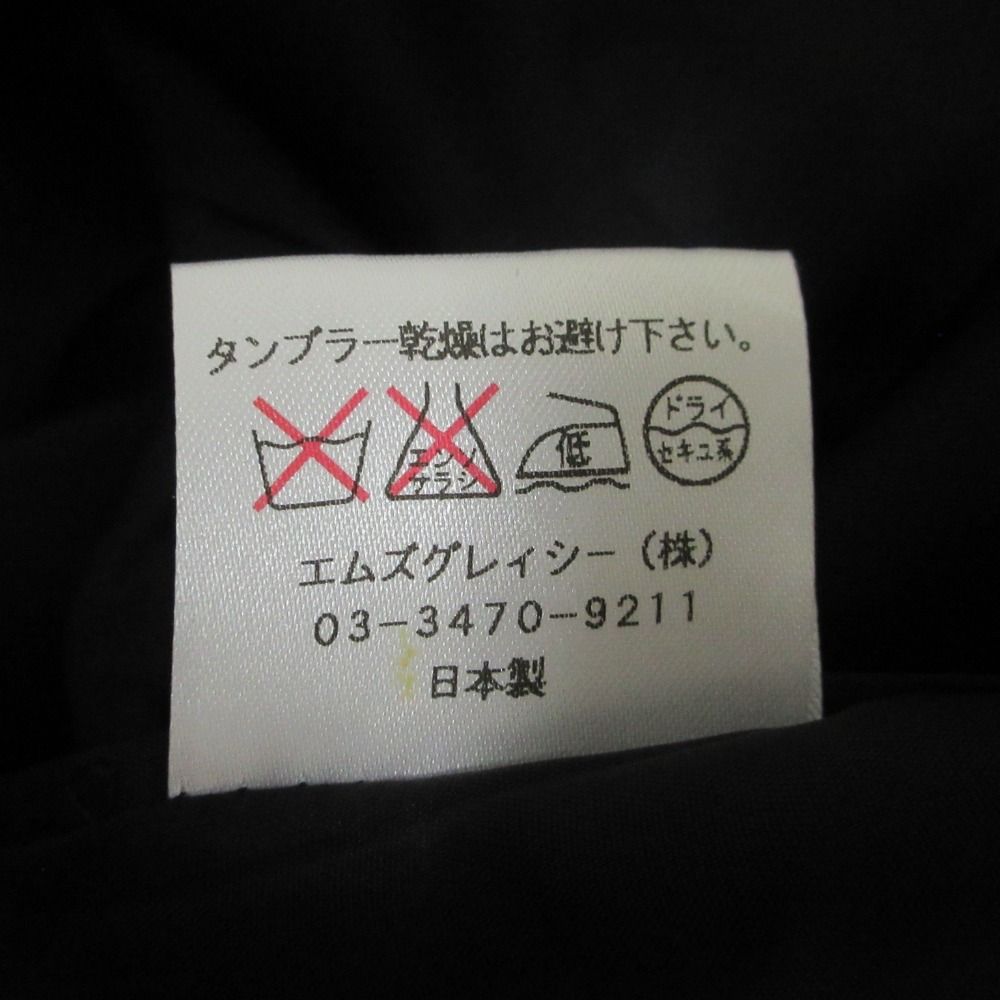 タンブラー乾燥はお避け下さい。
エンソ
サラシ
低
ドライ
セキユ系
エムズグレィシー(株)
03-3470-9211
日本製